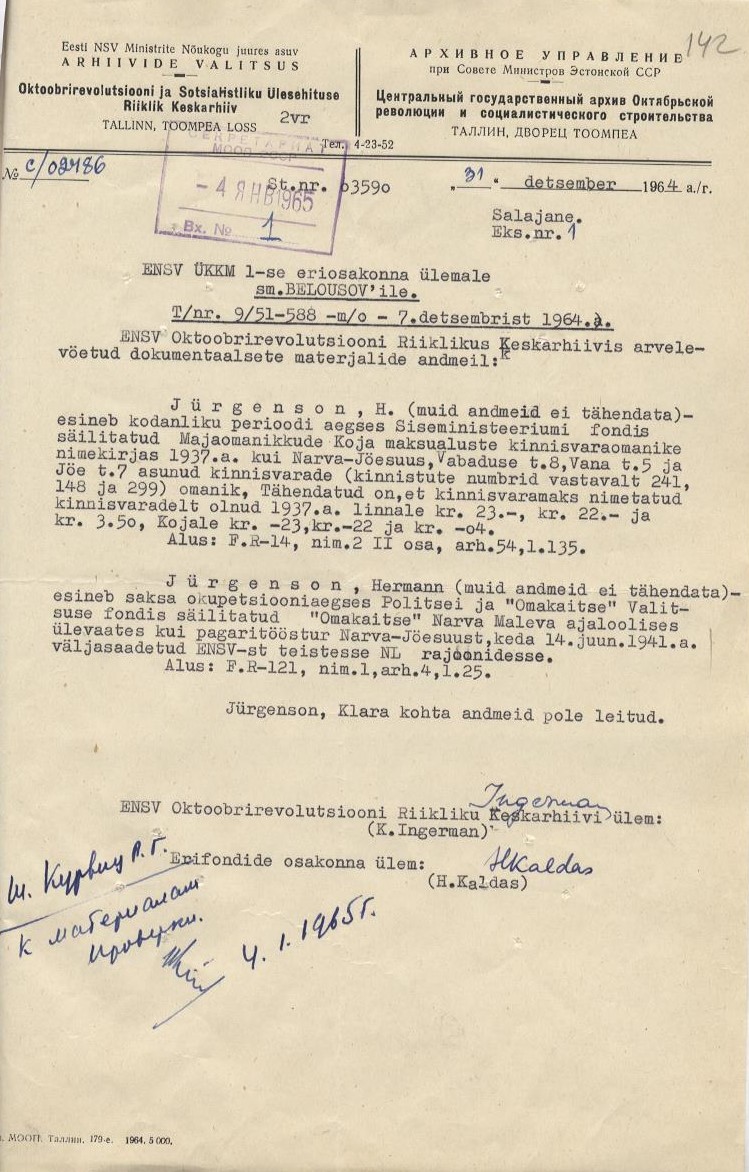 142
Eesti NSV Ministrite Nõukogu juures asuv
ARHIIVIDE VALITSUS
Oktoobrirevolutsiooni ja Sotsialistliku Ülesehituse
Riiklik Keskarhiiv
TALLINN, TOOMPEA LOSS
2vr
АРХИВНОЕ УПРАВЛЕНИЕ
при Совете Министров Эстонской ССР
Центральный государственный архив Октябрьской
революции и социалистического строительства
ТАЛЛИН, ДВОРЕЦ ТООМПЕА
Тел. 4-23-52
СЕКРЕТАРИАТ
МООП ЭССР
- 4 ЯНВ 1965
Вх. № 1
№ с/02486
St.nr. 03590
„31“ detsember 1964 a./г.
Salajane.
Eks.nr. 1
ENSV ÜKKM 1-se eriosakonna ülemale
sm.BELOUSOV'ile.
T/nr. 9/51-588 -m/o - 7.detsembrist 1964.a.
ENSV Oktoobrirevolutsiooni Riiklikus Keskarhiivis arvele-
võetud dokumentaalsete materjalide andmeil:
J ü r g e n s o n , H. (muid andmeid ei tähendata)-
esineb kodanliku perioodi aegses Siseministeeriumi fondis
säilitatud Majaomanikkude Koja maksualuste kinnisvaraomanike
nimekirjas 1937.a. kui Narva-Jõesuus,Vabaduse t.8,Vana t.5 ja
Jõe t.7 asunud kinnisvarade (kinnistute numbrid vastavalt 241,
148 ja 299) omanik, Tähendatud on,et kinnisvaramaks nimetatud
kinnisvaradelt olnud 1937.a. linnale kr. 23.-, kr. 22.- ja
kr. 3.50, Kojale kr. -23,kr.-22 ja kr. -04.
Alus: F.R-14, nim.2 II osa, arh.54,l.135.
J ü r g e n s o n , Hermann (muid andmeid ei tähendata)-
esineb saksa okupetsiooniaegses Politsei ja "Omakaitse" Valit-
suse fondis säilitatud "Omakaitse" Narva Maleva ajaloolises
ülevaates kui pagaritööstur Narva-Jõesuust,keda 14.juun.1941.a.
väljasaadetud ENSV-st teistesse NL rajoonidesse.
Alus: F.R-121, nim.1,arh.4,l.25.
Jürgenson, Klara kohta andmeid pole leitud.
Ingerman
ENSV Oktoobrirevolutsiooni Riikliku Keskarhiivi ülem:
(K.Ingerman)
Erifondide osakonna ülem:
HKaldas
(H.Kaldas)
т. Курвиц А.Г.
К материалам
проверки.
4.1.1965г.
МООП. Таллин. 179-е. 1964. 5 000.